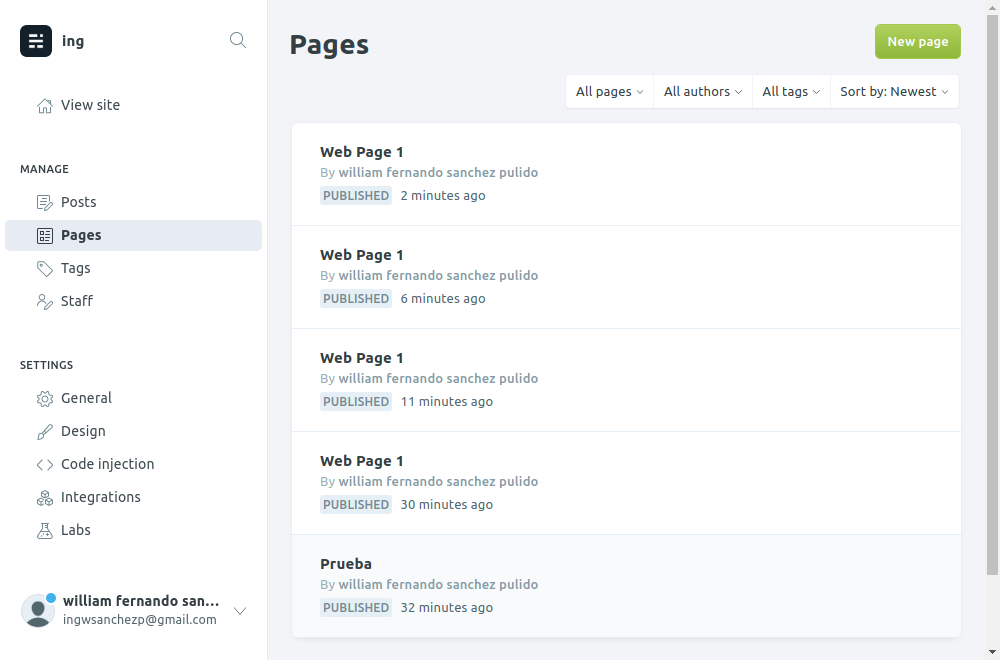 ing
View site
MANAGE
Posts
Pages
Tags
Staff
SETTINGS
General
Design
Code injection
Integrations
Labs
william fernando san...
ingwsanchezp@gmail.com
Pages
New page
All pages
All authors
All tags
Sort by: Newest
Web Page 1
By william fernando sanchez pulido
PUBLISHED 2 minutes ago
Web Page 1
By william fernando sanchez pulido
PUBLISHED 6 minutes ago
Web Page 1
By william fernando sanchez pulido
PUBLISHED 11 minutes ago
Web Page 1
By william fernando sanchez pulido
PUBLISHED 30 minutes ago
Prueba
By william fernando sanchez pulido
PUBLISHED 32 minutes ago